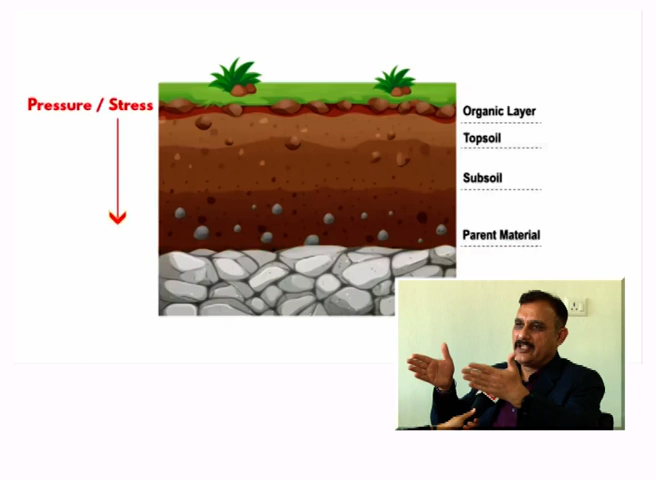 Pressure / Stress
Organic Layer
Topsoil
Subsoil
Parent Material